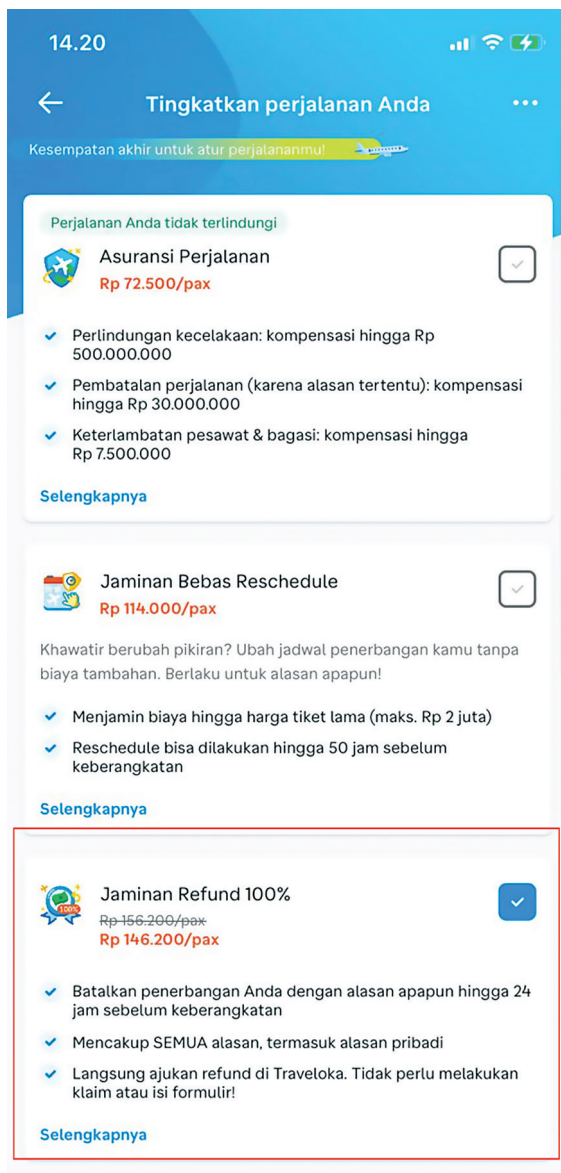 14.20
Tingkatkan perjalanan Anda
Kesempatan akhir untuk atur perjalananmu!
Perjalanan Anda tidak terlindungi
Asuransi Perjalanan
Rp 72.500/pax
Perlindungan kecelakaan: kompensasi hingga Rp
500.000.000
Pembatalan perjalanan (karena alasan tertentu): kompensasi
hingga Rp 30.000.000
Keterlambatan pesawat & bagasi: kompensasi hingga
Rp 7.500.000
Selengkapnya
Jaminan Bebas Reschedule
Rp 114.000/pax
Khawatir berubah pikiran? Ubah jadwal penerbangan kamu tanpa
biaya tambahan. Berlaku untuk alasan apapun!
Menjamin biaya hingga harga tiket lama (maks. Rp 2 juta)
Reschedule bisa dilakukan hingga 50 jam sebelum
keberangkatan
Selengkapnya
100%
Jaminan Refund 100%
Rp 156.200/pax
Rp 146.200/pax
Batalkan penerbangan Anda dengan alasan apapun hingga 24
jam sebelum keberangkatan
Mencakup SEMUA alasan, termasuk alasan pribadi
Langsung ajukan refund di Traveloka. Tidak perlu melakukan
klaim atau isi formulir!
Selengkapnya